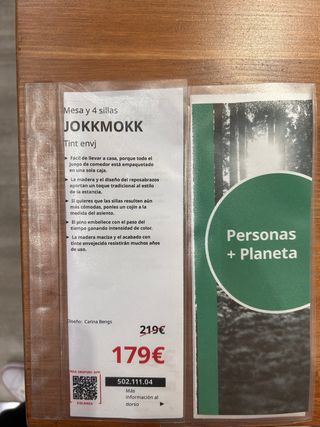 Mesa y 4 sillas
JOKKMOKK
Tint envj
Fácil de llevar a casa, porque todo el
juego de comedor está empaquetado
en una sola caja.
La madera y el diseño del reposabrazos
aportan un toque tradicional al estilo
de la estancia.
Si quieres que las sillas resulten aún
más cómodas, ponles un cojín a la
medida del asiento.
El pino embellece con el paso del
tiempo ganando intensidad de color.
La madera maciza y el acabado con
tinte envejecido resistirán muchos años
de uso.
Diseño: Carina Bengs
219€
179€
502.111.04
Más
información al
dorso
Personas
+ Planeta